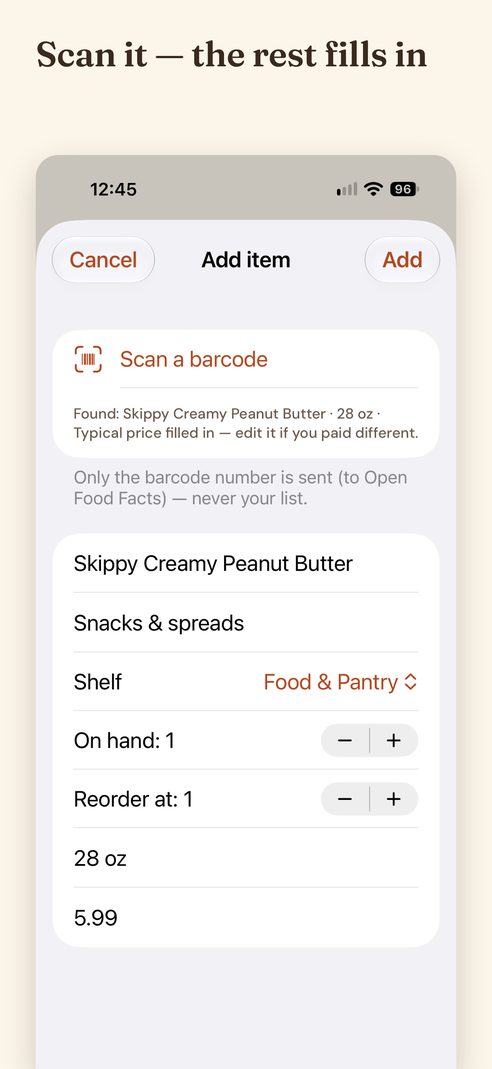 Scan it — the rest fills in
12:45
96
Cancel
Add item
Add
Scan a barcode
Found: Skippy Creamy Peanut Butter · 28 oz ·
Typical price filled in — edit it if you paid different.
Only the barcode number is sent (to Open
Food Facts) — never your list.
Skippy Creamy Peanut Butter
Snacks & spreads
Shelf
Food & Pantry
On hand: 1
− +
Reorder at: 1
− +
28 oz
5.99